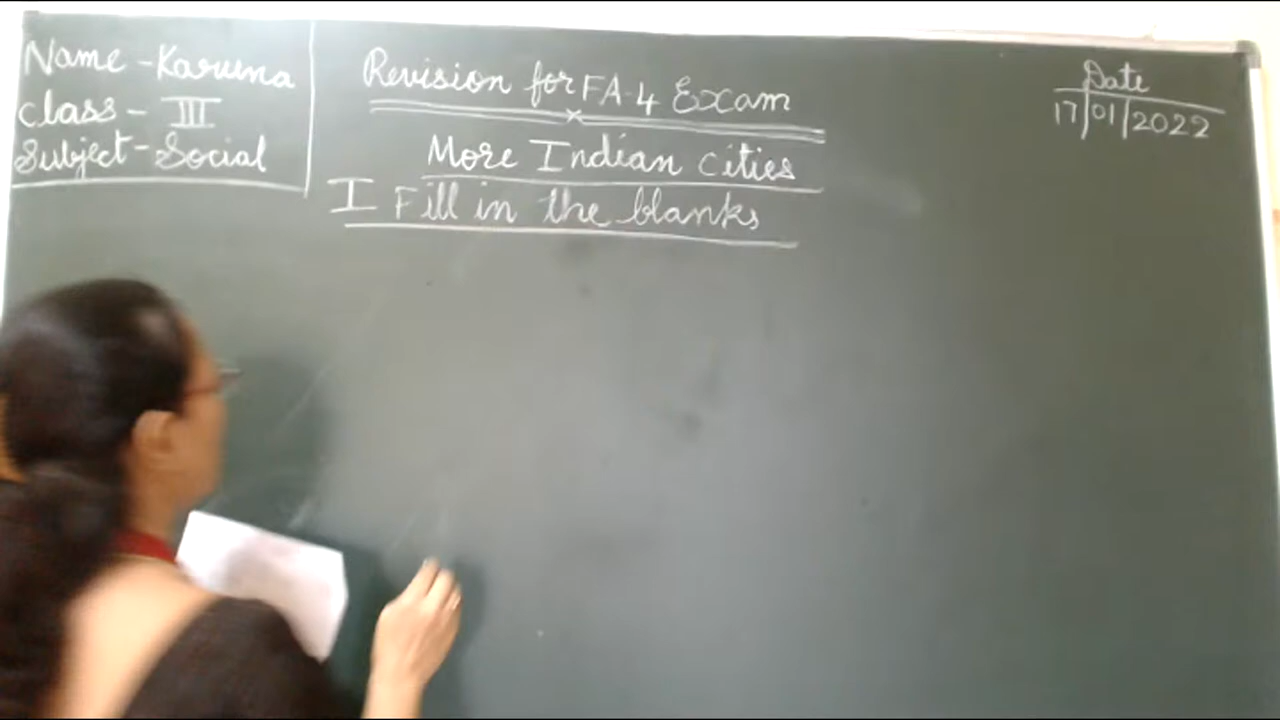 Name - Karuna
Class - III
Subject - Social
Revision for FA-4 Exam
More Indian Cities
I Fill in the blanks
Date
17/01/2022